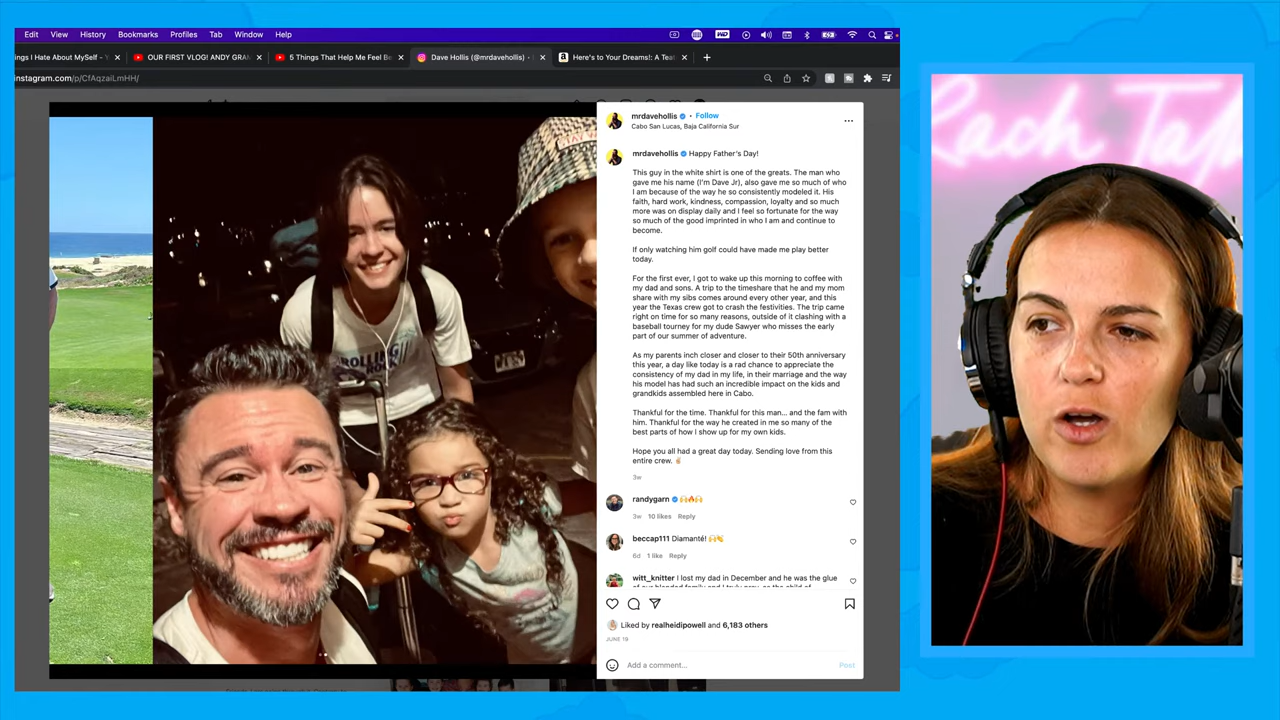 Edit View History Bookmarks Profiles Tab Window Help
ings I Hate About MySelf - Y
OUR FIRST VLOG! ANDY GRAM
5 Things That Help Me Feel Be
Dave Hollis (@mrdavehollis) ·
Here's to Your Dreams!: A Tea
instagram.com/p/CfAqzaiLmHH/
mrdavehollis • Follow
Cabo San Lucas, Baja California Sur
mrdavehollis Happy Father's Day!
This guy in the white shirt is one of the greats. The man who
gave me his name (I'm Dave Jr), also gave me so much of who
I am because of the way he so consistently modeled it. His
faith, hard work, kindness, compassion, loyalty and so much
more was on display daily and I feel so fortunate for the way
so much of the good imprinted in who I am and continue to
become.
If only watching him golf could have made me play better
today.
For the first ever, I got to wake up this morning to coffee with
my dad and sons. A trip to the timeshare that he and my mom
share with my sibs comes around every other year, and this
year the Texas crew got to crash the festivities. The trip came
right on time for so many reasons, outside of it clashing with a
baseball tourney for my dude Sawyer who misses the early
part of our summer of adventure.
As my parents inch closer and closer to their 50th anniversary
this year, a day like today is a rad chance to appreciate the
consistency of my dad in my life, in their marriage and the way
his model has had such an incredible impact on the kids and
grandkids assembled here in Cabo.
Thankful for the time. Thankful for this man... and the fam with
him. Thankful for the way he created in me so many of the
best parts of how I show up for my own kids.
Hope you all had a great day today. Sending love from this
entire crew. ✌🏼
3w
randygarn 🙌🔥🙌
3w 10 likes Reply
beccap111 Diamanté! 🙌👏
6d 1 like Reply
witt_knitter I lost my dad in December and he was the glue
Liked by realheidipowell and 6,183 others
JUNE 19
Add a comment...
Post
ROLLING
Rach Talk